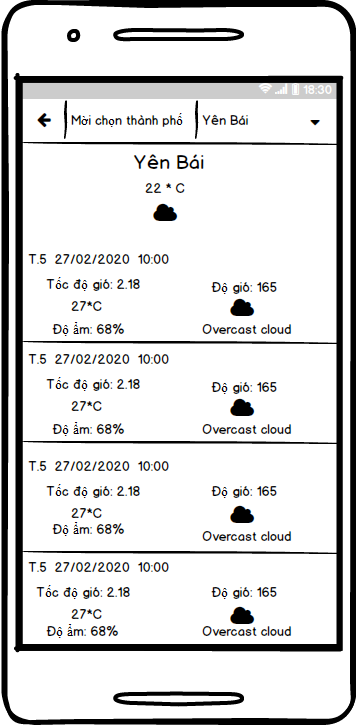 18:30
Mời chọn thành phố Yên Bái
Yên Bái
22 * C
T.5 27/02/2020 10:00
Tốc độ gió: 2.18 Độ gió: 165
27*C
Độ ẩm: 68% Overcast cloud
T.5 27/02/2020 10:00
Tốc độ gió: 2.18 Độ gió: 165
27*C
Độ ẩm: 68% Overcast cloud
T.5 27/02/2020 10:00
Tốc độ gió: 2.18 Độ gió: 165
27*C
Độ ẩm: 68% Overcast cloud
T.5 27/02/2020 10:00
Tốc độ gió: 2.18 Độ gió: 165
27*C
Độ ẩm: 68% Overcast cloud